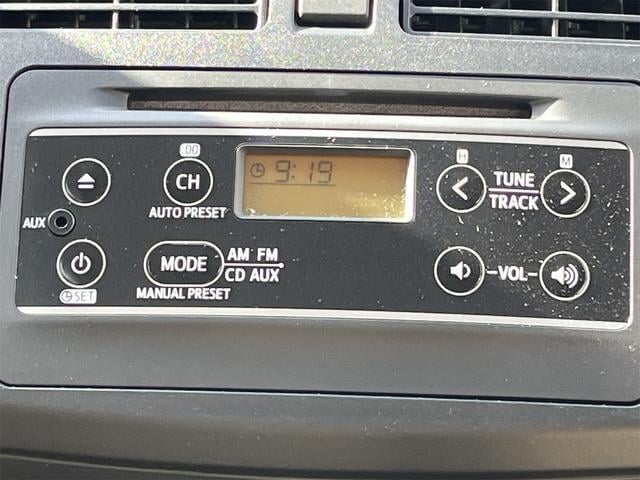 :00
CH
AUTO PRESET
9:19
H
M
TUNE
TRACK
AUX
SET
MODE
AM FM
CD AUX
MANUAL PRESET
VOL